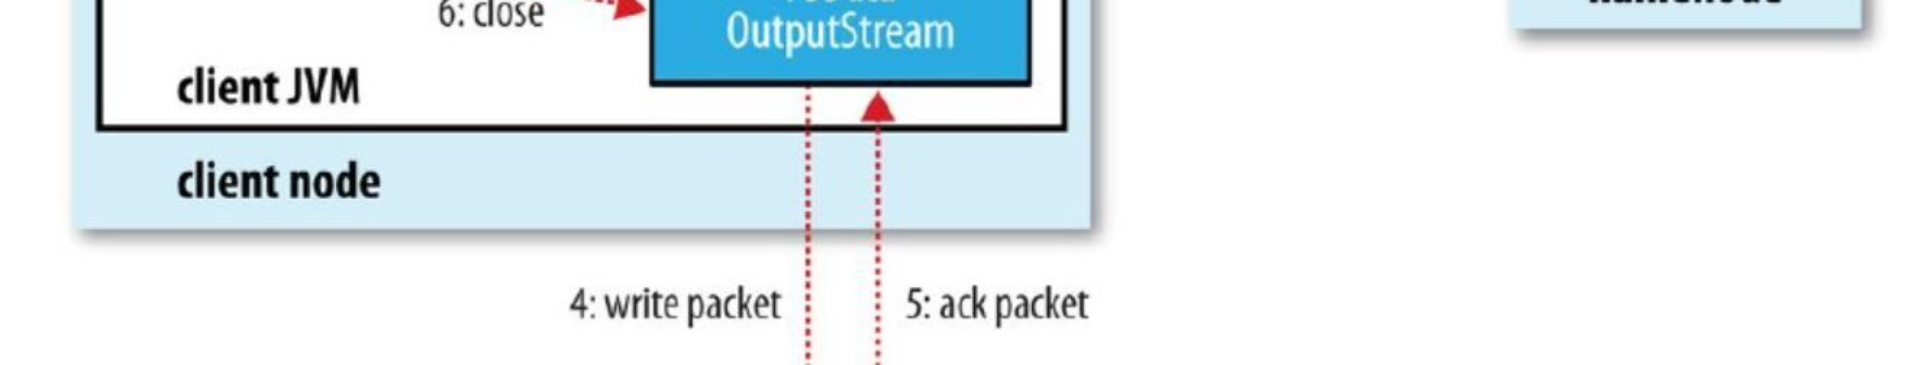 6: close
OutputStream
client JVM
client node
4: write packet
5: ack packet